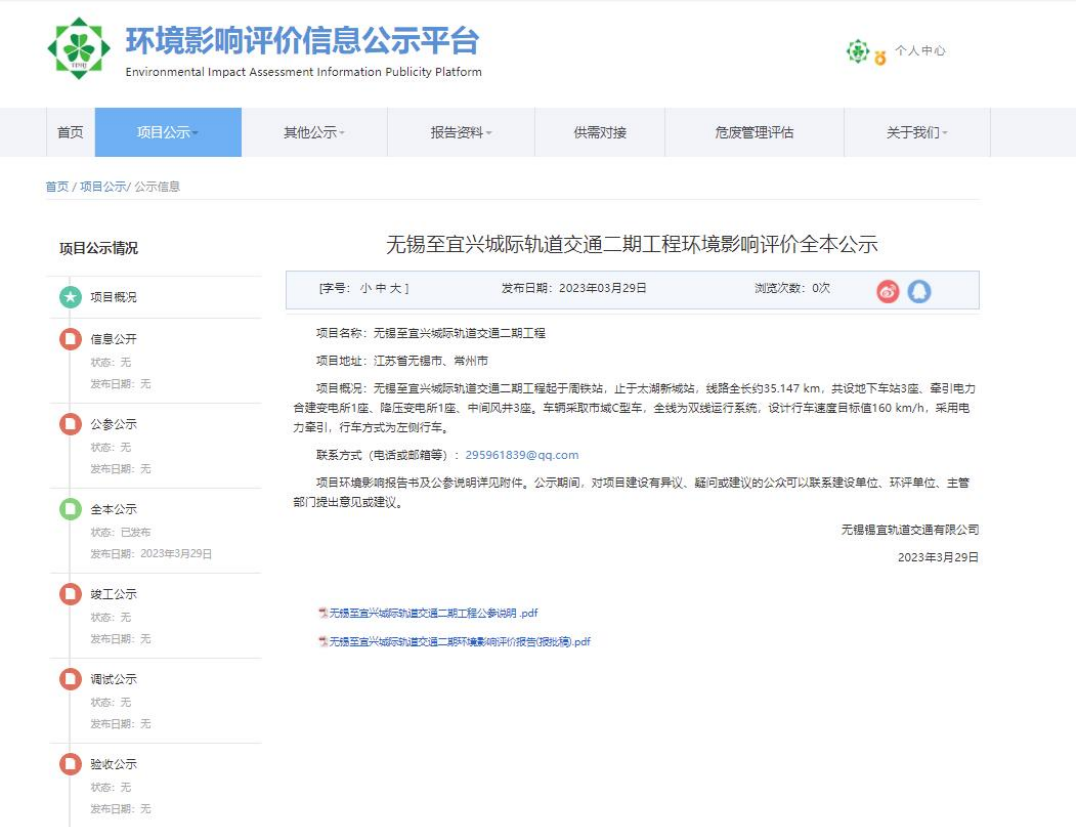 环境影响评价信息公示平台
Environmental Impact Assessment Information Publicity Platform
个人中心
首页
项目公示
其他公示
报告资料
供需对接
危废管理评估
关于我们
首页 / 项目公示/ 公示信息
项目公示情况
项目概况
信息公开
状态：无
发布日期：无
公参公示
状态：无
发布日期：无
全本公示
状态：已发布
发布日期：2023年3月29日
竣工公示
状态：无
发布日期：无
调试公示
状态：无
发布日期：无
验收公示
状态：无
发布日期：无
无锡至宜兴城际轨道交通二期工程环境影响评价全本公示
[字号： 小 中 大 ]
发布日期：2023年03月29日
浏览次数：0次
项目名称：无锡至宜兴城际轨道交通二期工程
项目地址：江苏省无锡市、常州市
项目概况：无锡至宜兴城际轨道交通二期工程起于周铁站，止于太湖新城站，线路全长约35.147 km，共设地下车站3座、牵引电力
合建变电所1座、降压变电所1座、中间风井3座。车辆采取市域C型车，全线为双线运行系统，设计行车速度目标值160 km/h，采用电
力牵引，行车方式为左侧行车。
联系方式（电话或邮箱等）：295961839@qq.com
项目环境影响报告书及公参说明详见附件。公示期间，对项目建设有异议、疑问或建议的公众可以联系建设单位、环评单位、主管
部门提出意见或建议。
无锡锡宜轨道交通有限公司
2023年3月29日
无锡至宜兴城际轨道交通二期工程公参说明 .pdf
无锡至宜兴城际轨道交通二期环境影响评价报告(报批稿).pdf